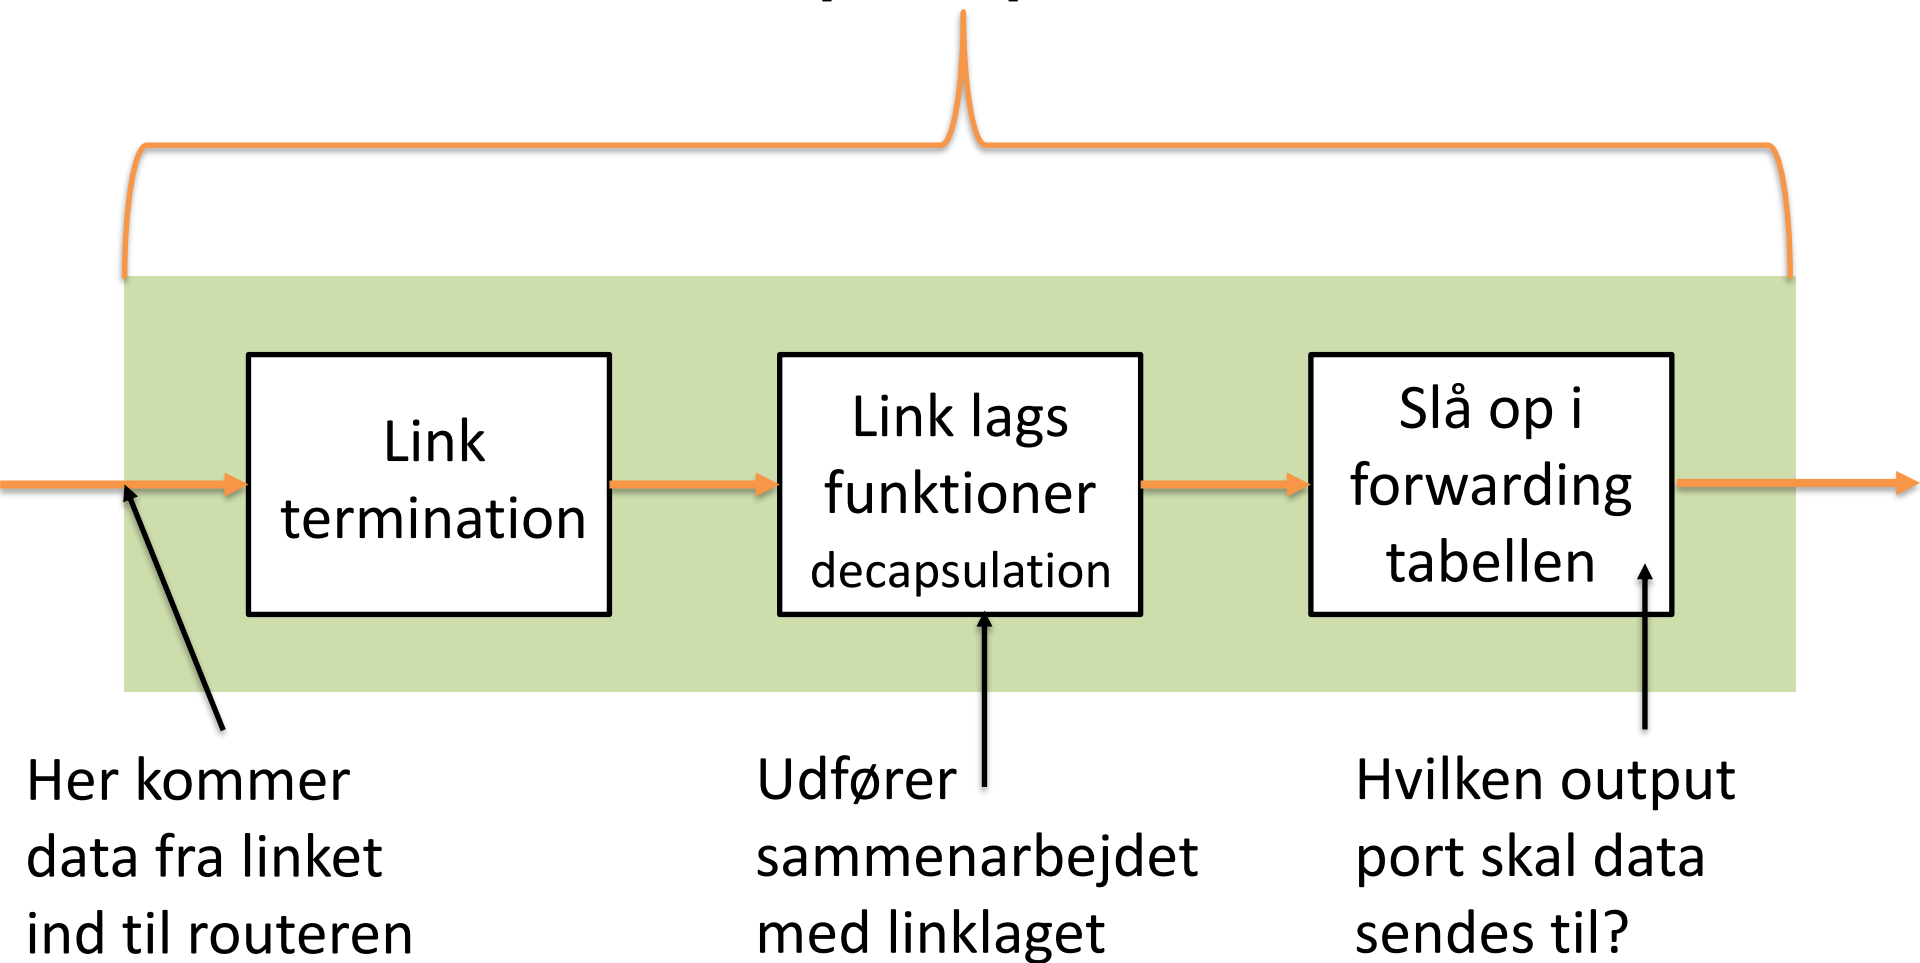 Link
termination
Link lags
funktioner
decapsulation
Slå op i
forwarding
tabellen
Her kommer
data fra linket
ind til routeren
Udfører
sammenarbejdet
med linklaget
Hvilken output
port skal data
sendes til?